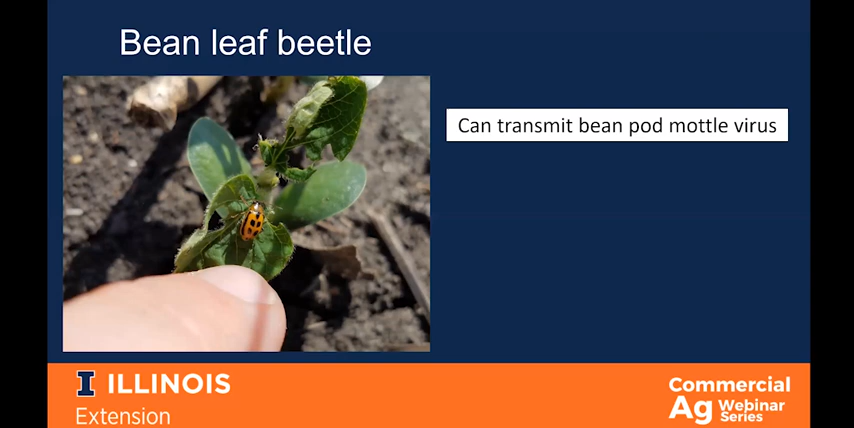 Bean leaf beetle
Can transmit bean pod mottle virus
I ILLINOIS
Extension
Commercial
Ag Webinar
Series